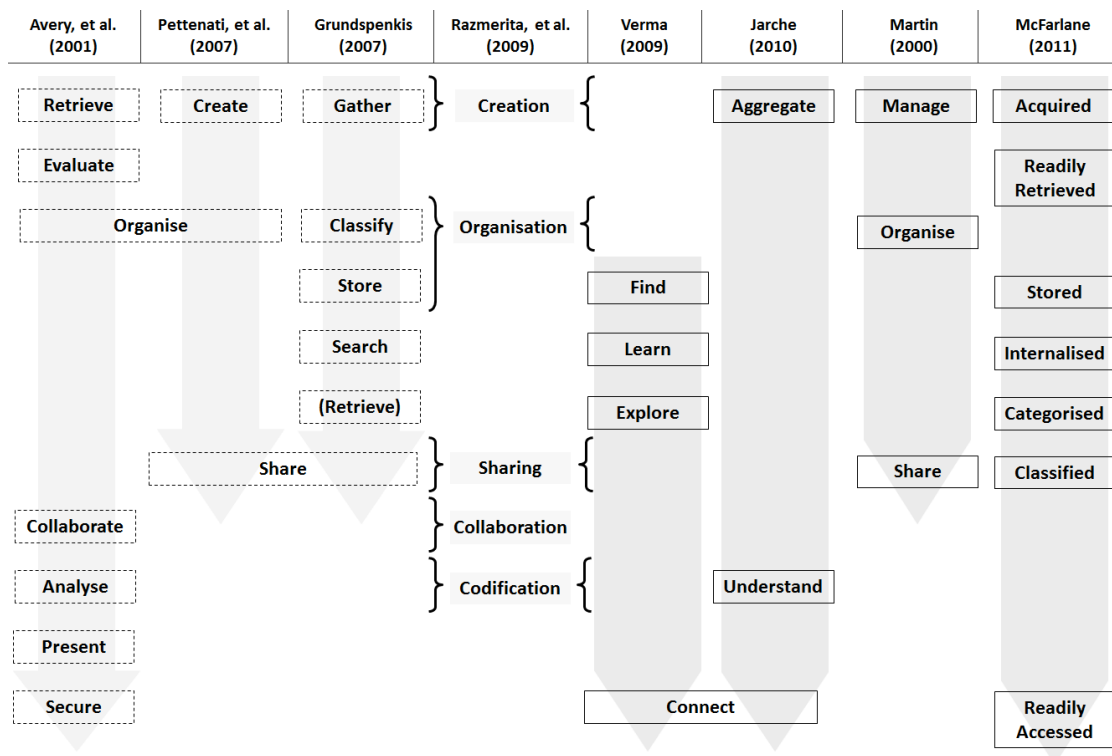 Avery, et al. Pettenati, et al. Grundspenkis Razmerita, et al. Verma Jarche Martin McFarlane
(2001) (2007) (2007) (2009) (2009) (2010) (2000) (2011)
Retrieve Create Gather Creation Aggregate Manage Acquired
Evaluate Readily
Retrieved
Organise Classify Organisation Organise
Store Find Stored
Search Learn Internalised
(Retrieve) Explore Categorised
Share Sharing Share Classified
Collaborate Collaboration
Analyse Codification Understand
Present
Secure Connect Readily
Accessed